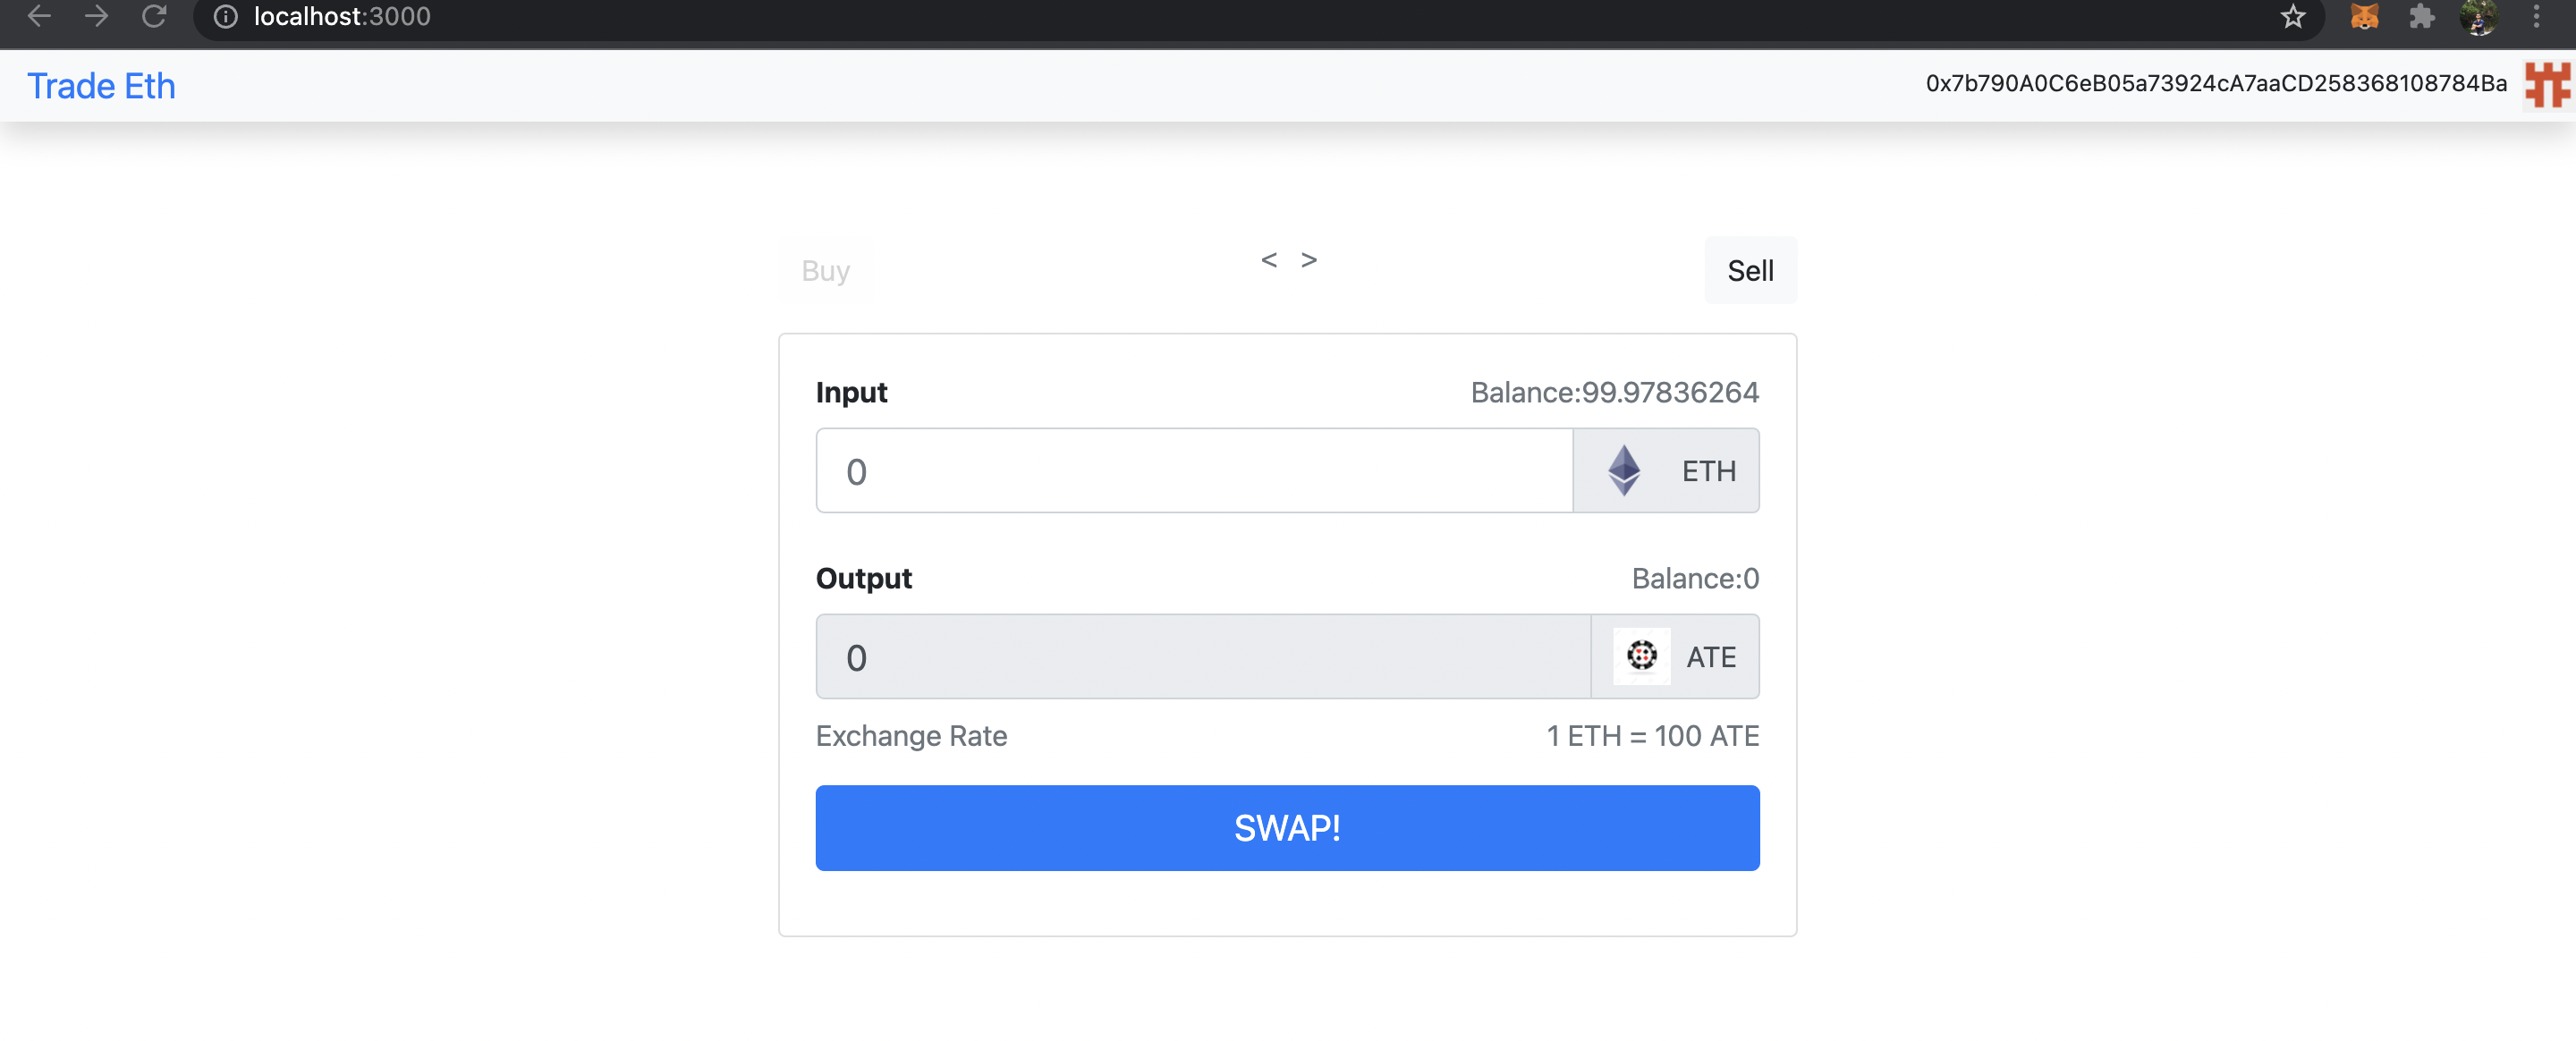 localhost:3000
Trade Eth
0x7b790A0C6eB05a73924cA7aaCD258368108784Ba
Buy
< >
Sell
Input
Balance:99.97836264
0
ETH
Output
Balance:0
0
ATE
Exchange Rate
1 ETH = 100 ATE
SWAP!